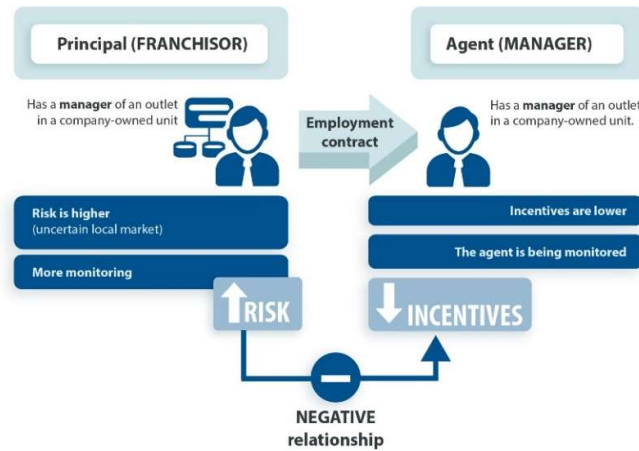 Principal (FRANCHISOR)
Agent (MANAGER)
Has a manager of an outlet
in a company-owned unit
Employment
contract
Has a manager of an outlet
in a company-owned unit.
Risk is higher
(uncertain local market)
More monitoring
Incentives are lower
The agent is being monitored
RISK
INCENTIVES
NEGATIVE
relationship